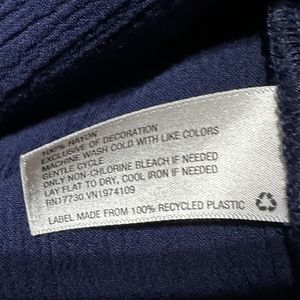 100% RAYON
EXCLUSIVE OF DECORATION
MACHINE WASH COLD WITH LIKE COLORS
GENTLE CYCLE
ONLY NON-CHLORINE BLEACH IF NEEDED
LAY FLAT TO DRY, COOL IRON IF NEEDED
RN17730 VN1974109
LABEL MADE FROM 100% RECYCLED PLASTIC